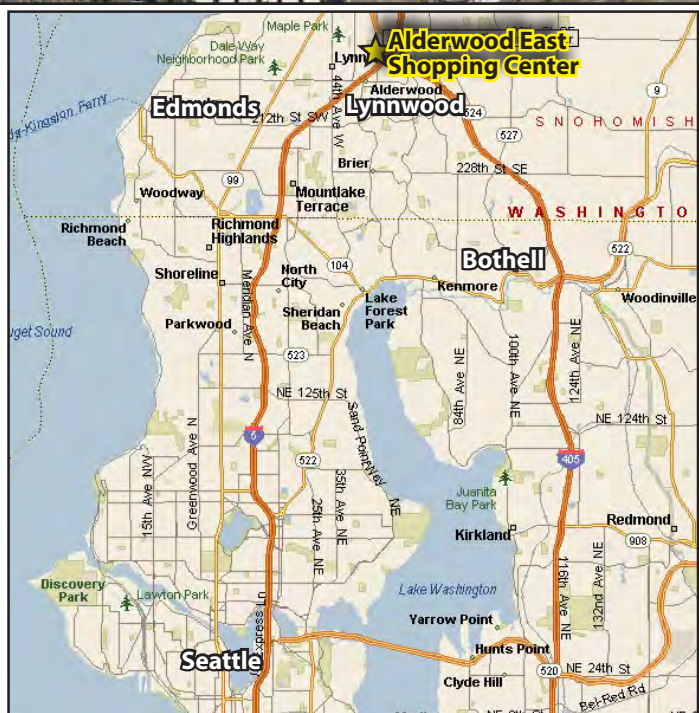 Maple Park
Alderwood East
Shopping Center
Dale Way
Neighborhood Park
Lynn
Alderwood
Edmonds
Lynnwood
44th Ave W
524
9
212th St SW
527
SNOHOMISH
Brier
228th St SE
99
Woodway
Mountlake
Terrace
WASHINGTO
Richmond
Beach
Richmond
Highlands
522
Bothell
Shoreline
North
City
104
Kenmore
Woodinville
Meridian Ave N
Lake
Forest
Park
Sheridan
Beach
uget Sound
Parkwood
523
84th Ave NE
100th Ave NE
124th Ave NE
NE 125th St
Sand Point Way NE
NE 124th St
15th Ave NW
Greenwood Ave N
5
522
35th Ave NE
25th Ave NE
405
Juanita
Bay Park
Kirkland
Redmond
908
116th Ave NE
132nd Ave NE
Discovery
Park
Lawton Park
Lake Washington
Express Ln
Yarrow Point
Seattle
Hunts Point
520
NE 24th St
Clyde Hill
Bel-Red Rd